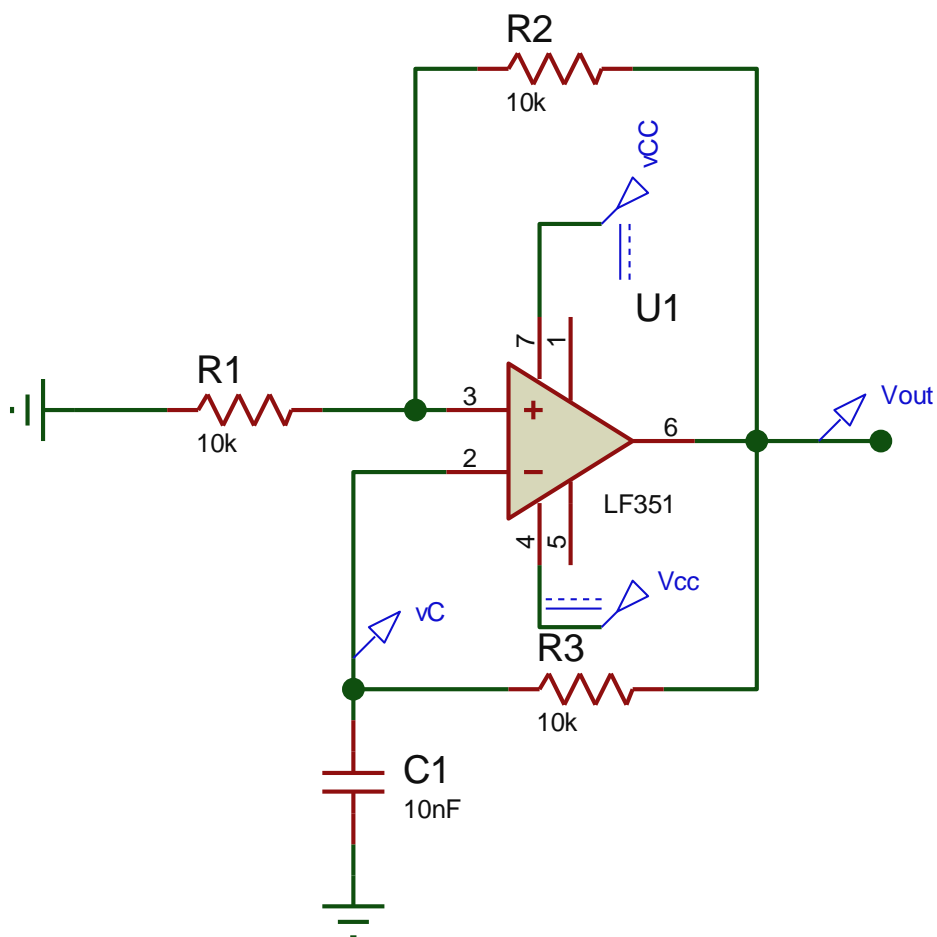 R2
10k
vCC
U1
7
1
R1
10k
3
+
2
−
6
Vout
LF351
4
5
Vcc
vC
R3
10k
C1
10nF